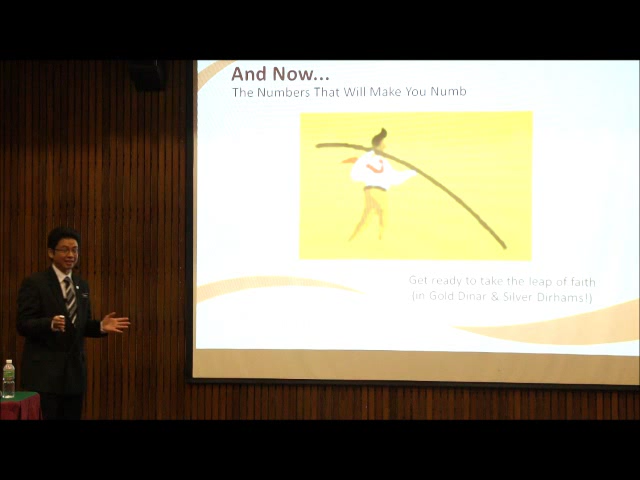 And Now...
The Numbers That Will Make You Numb
Get ready to take the leap of faith
(in Gold Dinar & Silver Dirhams!)